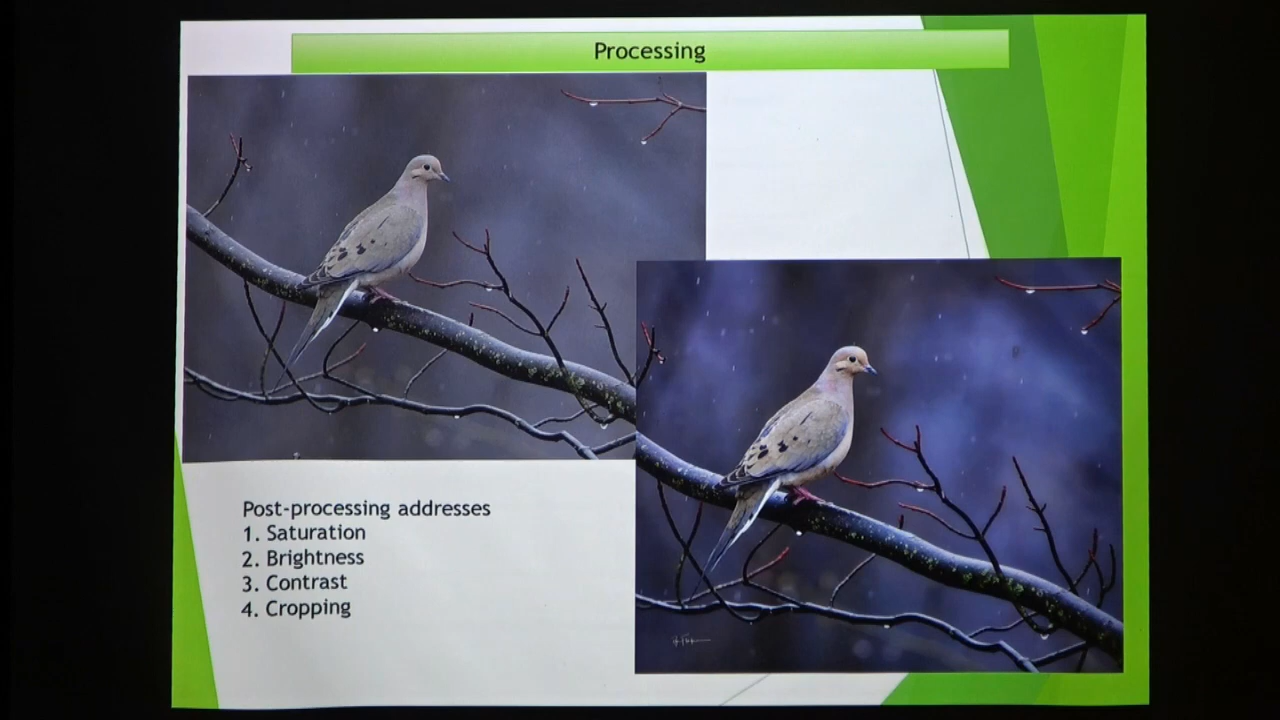 Processing
Post-processing addresses
1. Saturation
2. Brightness
3. Contrast
4. Cropping